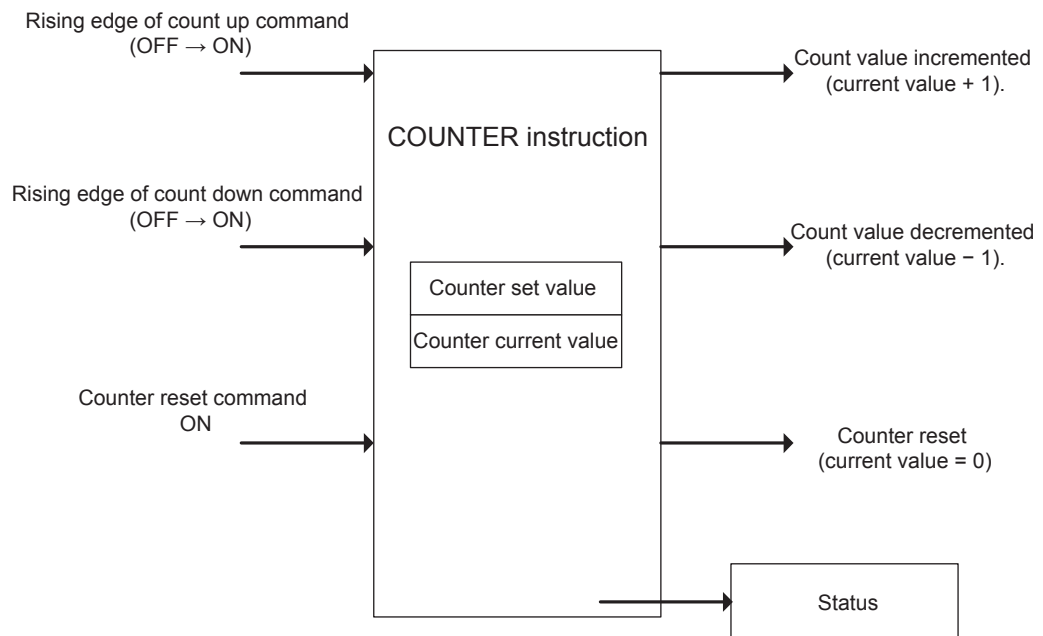 Rising edge of count up command
(OFF → ON)
Count value incremented
(current value + 1).
COUNTER instruction
Rising edge of count down command
(OFF → ON)
Count value decremented
(current value − 1).
Counter set value
Counter current value
Counter reset command
ON
Counter reset
(current value = 0)
Status